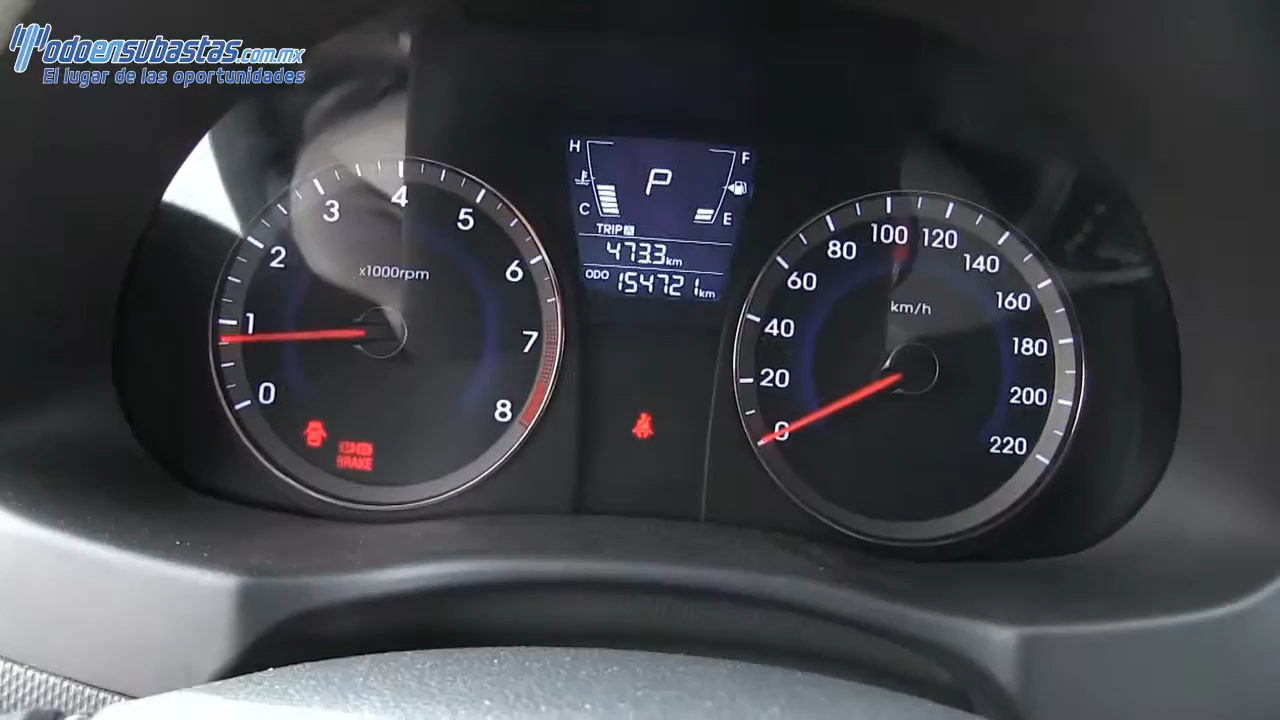 Todoensubastas.com.mx
El lugar de las oportunidades
H
F
P
C
E
TRIP A
473.3 km
ODO
154721 km
0
1
2
3
4
5
6
7
8
x1000rpm
BRAKE
0
20
40
60
80
100
120
140
160
180
200
220
km/h